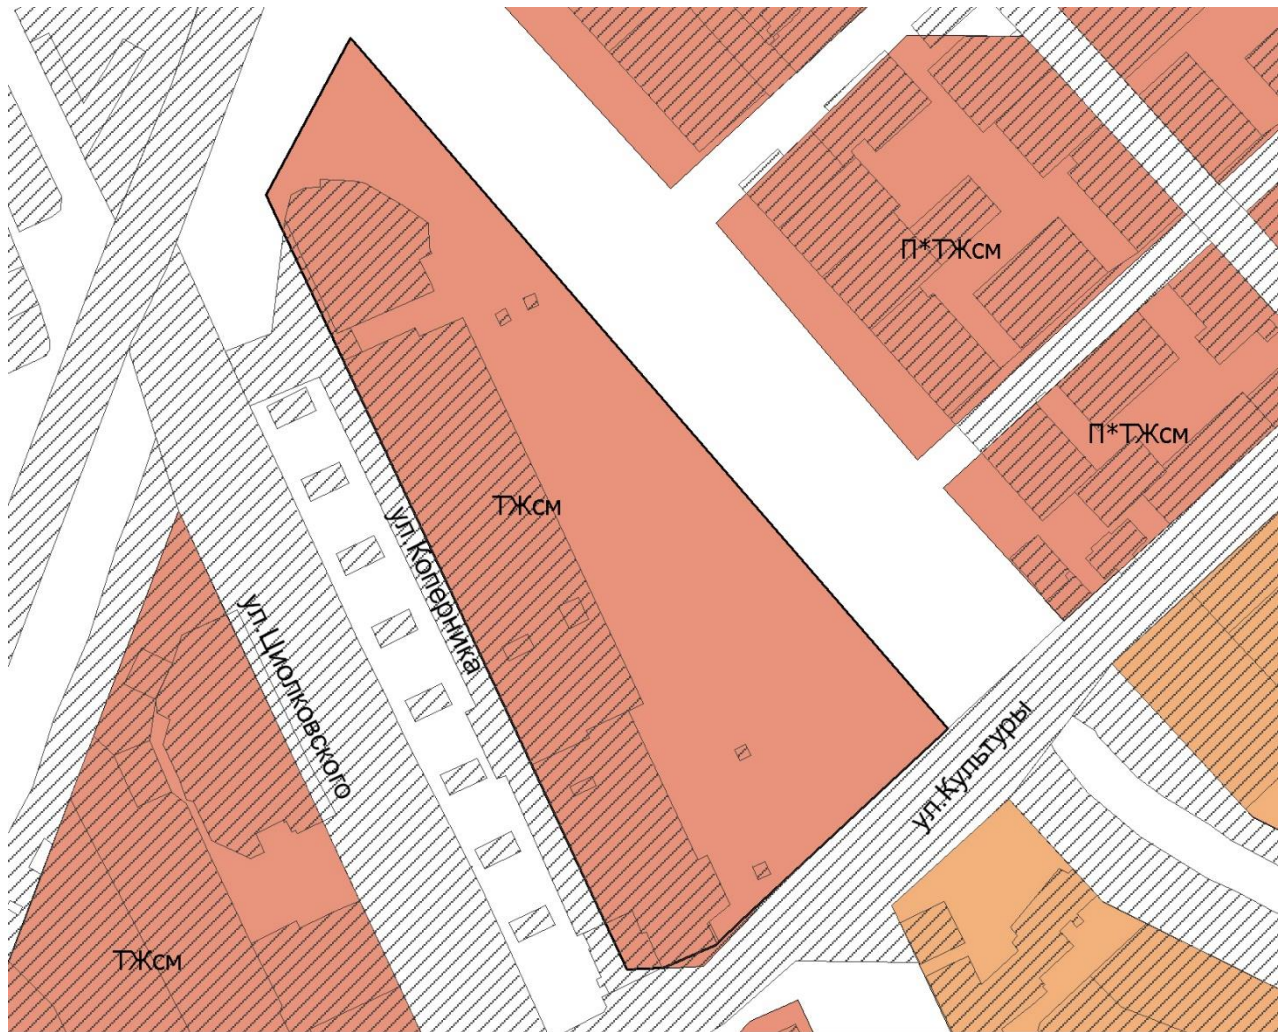 П*ТЖсм
П*ТЖсм
ТЖсм
ул.Коперника
ул.Циолковского
ул.Культуры
ТЖсм